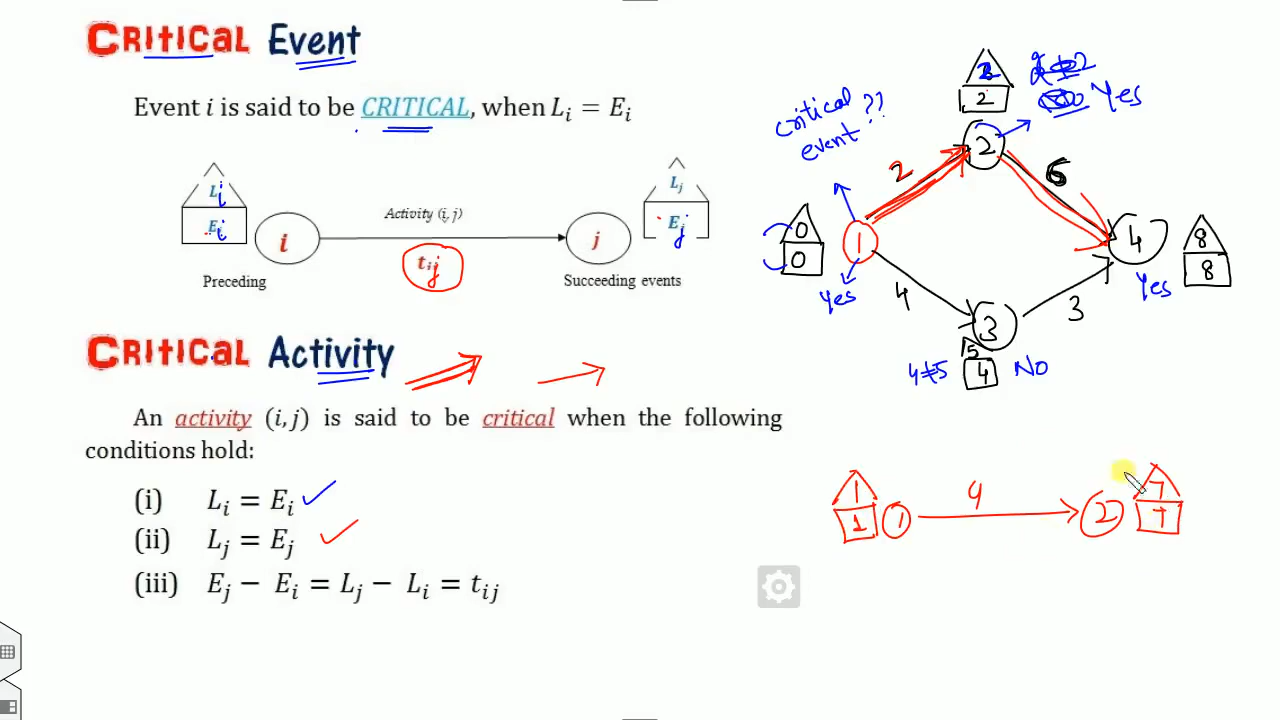 CRITICAL Event
Event i is said to be CRITICAL, when Lᵢ = Eᵢ
Lᵢ
Eᵢ
i
Preceding
Activity (i, j)
tᵢⱼ
j
Lⱼ
Eⱼ
Succeeding events
CRITICAL Activity
An activity (i, j) is said to be critical when the following
conditions hold:
(i) Lᵢ = Eᵢ
(ii) Lⱼ = Eⱼ
(iii) Eⱼ − Eᵢ = Lⱼ − Lᵢ = tᵢⱼ
critical
event ??
2
2
Yes
2
6
0
0
1
Yes
4
8
8
Yes
4
3
3
5
4
4≠5
No
1
1
1
2
7
7